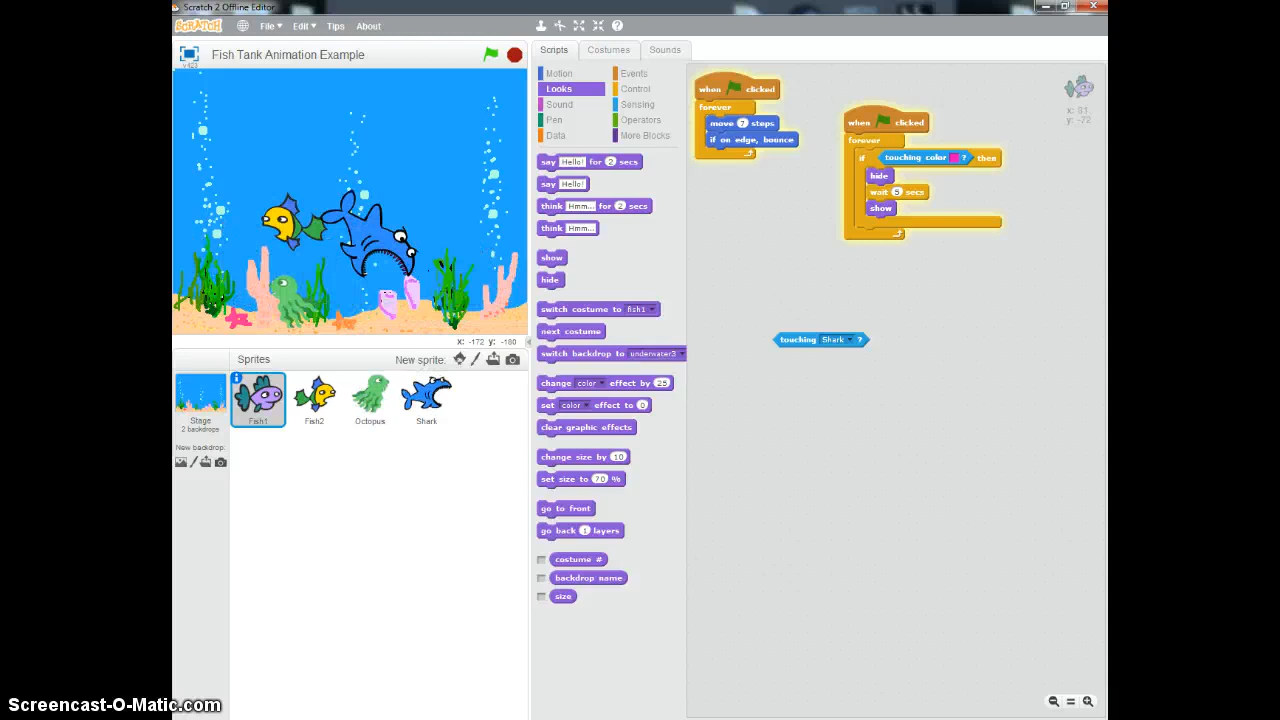 Scratch 2 Offline Editor
SCRATCH File Edit Tips About
Fish Tank Animation Example
v423
Scripts Costumes Sounds
Motion Events
Looks Control
Sound Sensing
Pen Operators
Data More Blocks
say Hello! for 2 secs
say Hello!
think Hmm... for 2 secs
think Hmm...
show
hide
switch costume to fish1
next costume
switch backdrop to underwater3
change color effect by 25
set color effect to 0
clear graphic effects
change size by 10
set size to 70 %
go to front
go back 1 layers
costume #
backdrop name
size
when clicked
forever
move 7 steps
if on edge, bounce
when clicked
forever
if touching color ? then
hide
wait 5 secs
show
touching Shark ?
x: 31
y: -72
x: -172 y: -180
Sprites New sprite:
Stage
2 backdrops
New backdrop:
Fish1 Fish2 Octopus Shark
Screencast-O-Matic.com